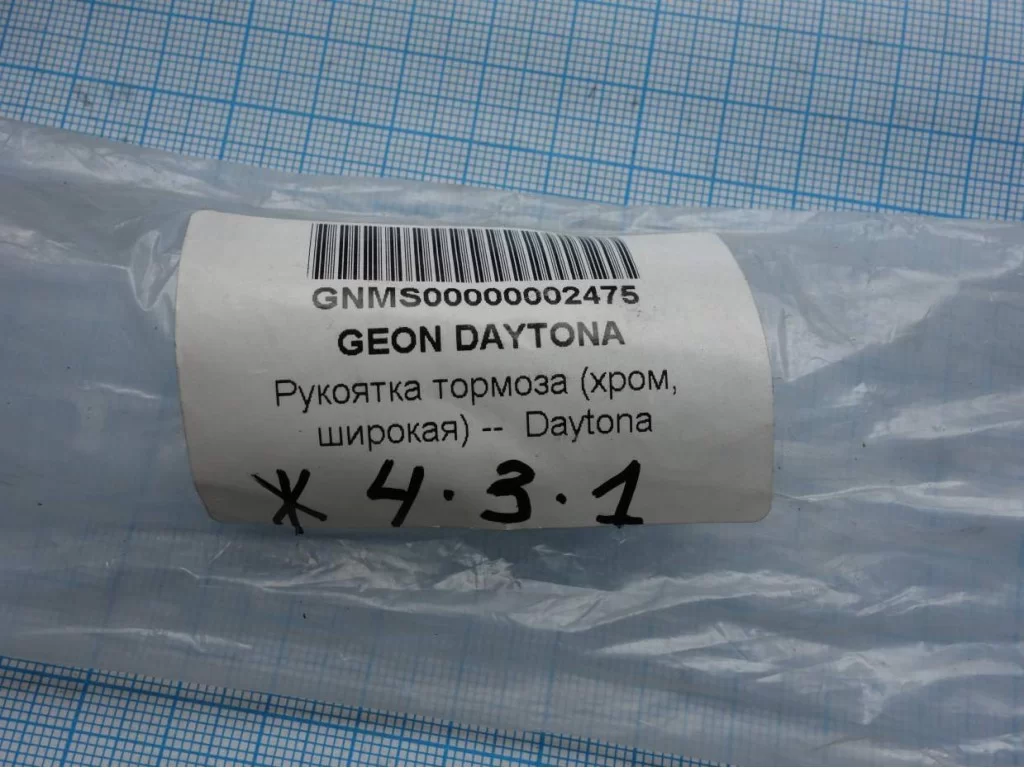 GNMS00000002475
GEON DAYTONA
Рукоятка тормоза (хром,
широкая) -- Daytona
Ж 4.3.1